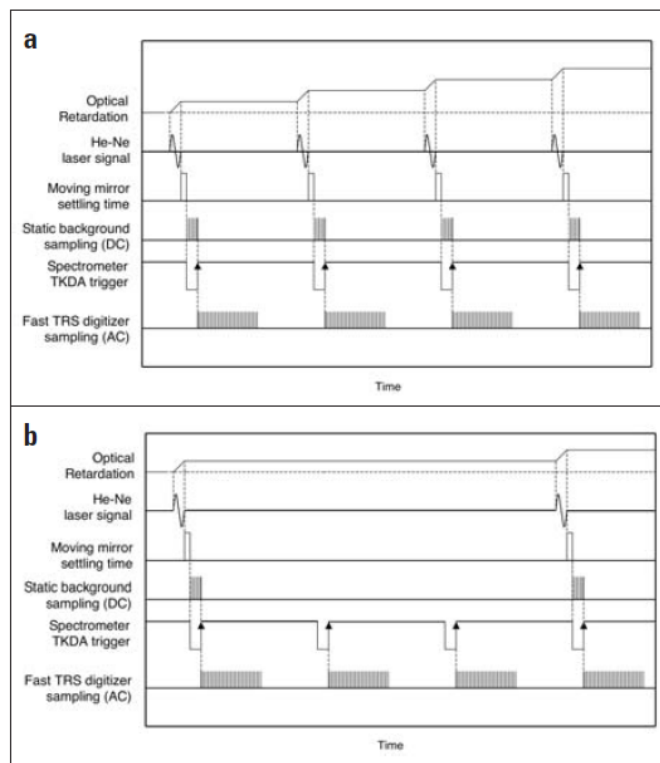 a
Optical
Retardation
He-Ne
laser signal
Moving mirror
settling time
Static background
sampling (DC)
Spectrometer
TKDA trigger
Fast TRS digitizer
sampling (AC)
Time
b
Optical
Retardation
He-Ne
laser signal
Moving mirror
settling time
Static background
sampling (DC)
Spectrometer
TKDA trigger
Fast TRS digitizer
sampling (AC)
Time